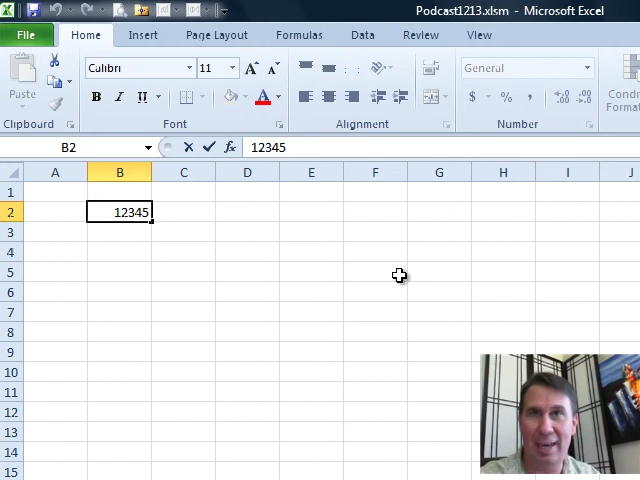 Podcast1213.xlsm - Microsoft Excel
File Home Insert Page Layout Formulas Data Review View
Calibri 11 General
Paste B I U A $ % ,
Clipboard Font Alignment Number
B2 fx 12345
A B C D E F G H I J
1
2 12345
3
4
5
6
7
8
9
10
11
12
13
14
15